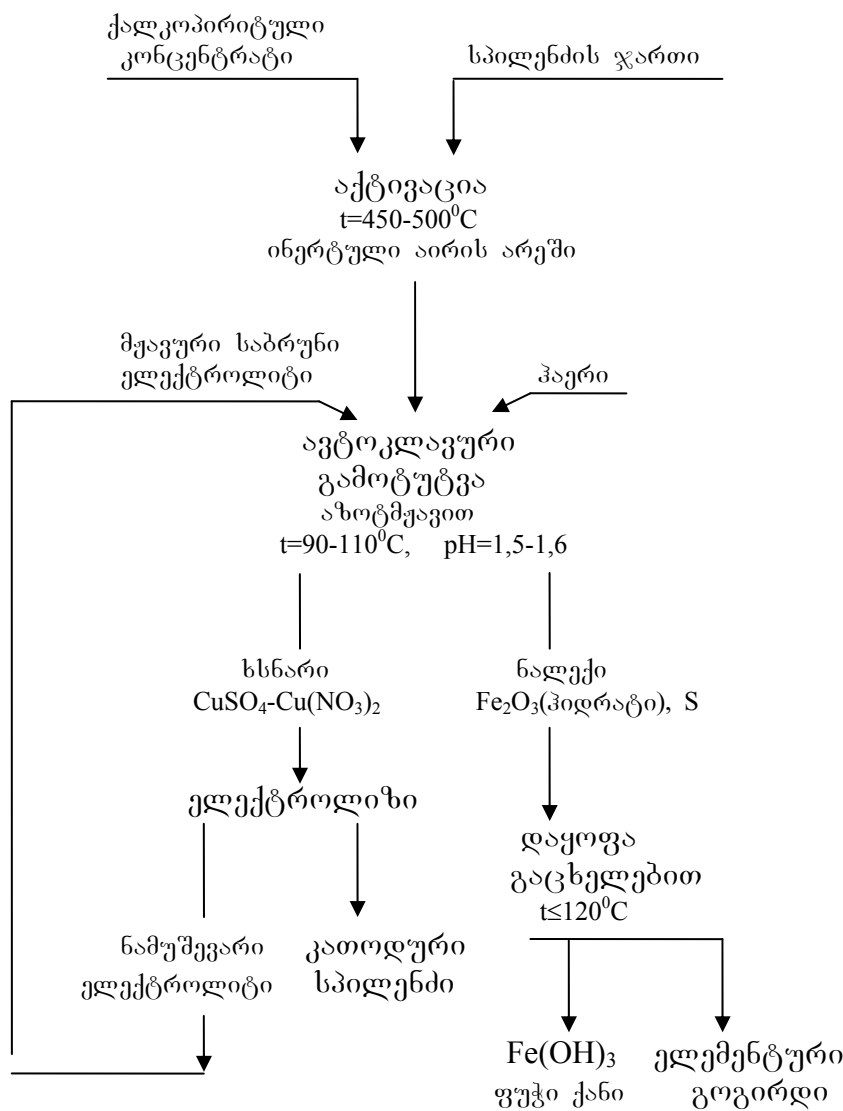 ქალკოპირიტული
კონცენტრატი
სპილენძის ჯართი
აქტივაცია
t=450-500⁰C
ინერტული აირის არეში
მჟავური საბრუნი
ელექტროლიტი
ჰაერი
ავტოკლავური
გამოტუტვა
აზოტმჟავით
t=90-110⁰C, pH=1,5-1,6
ხსნარი
CuSO₄-Cu(NO₃)₂
ნალექი
Fe₂O₃(ჰიდრატი), S
ელექტროლიზი
დაყოფა
გაცხელებით
t≤120⁰C
ნამუშევარი
ელექტროლიტი
კათოდური
სპილენძი
Fe(OH)₃
ფუჭი ქანი
ელემენტური
გოგირდი